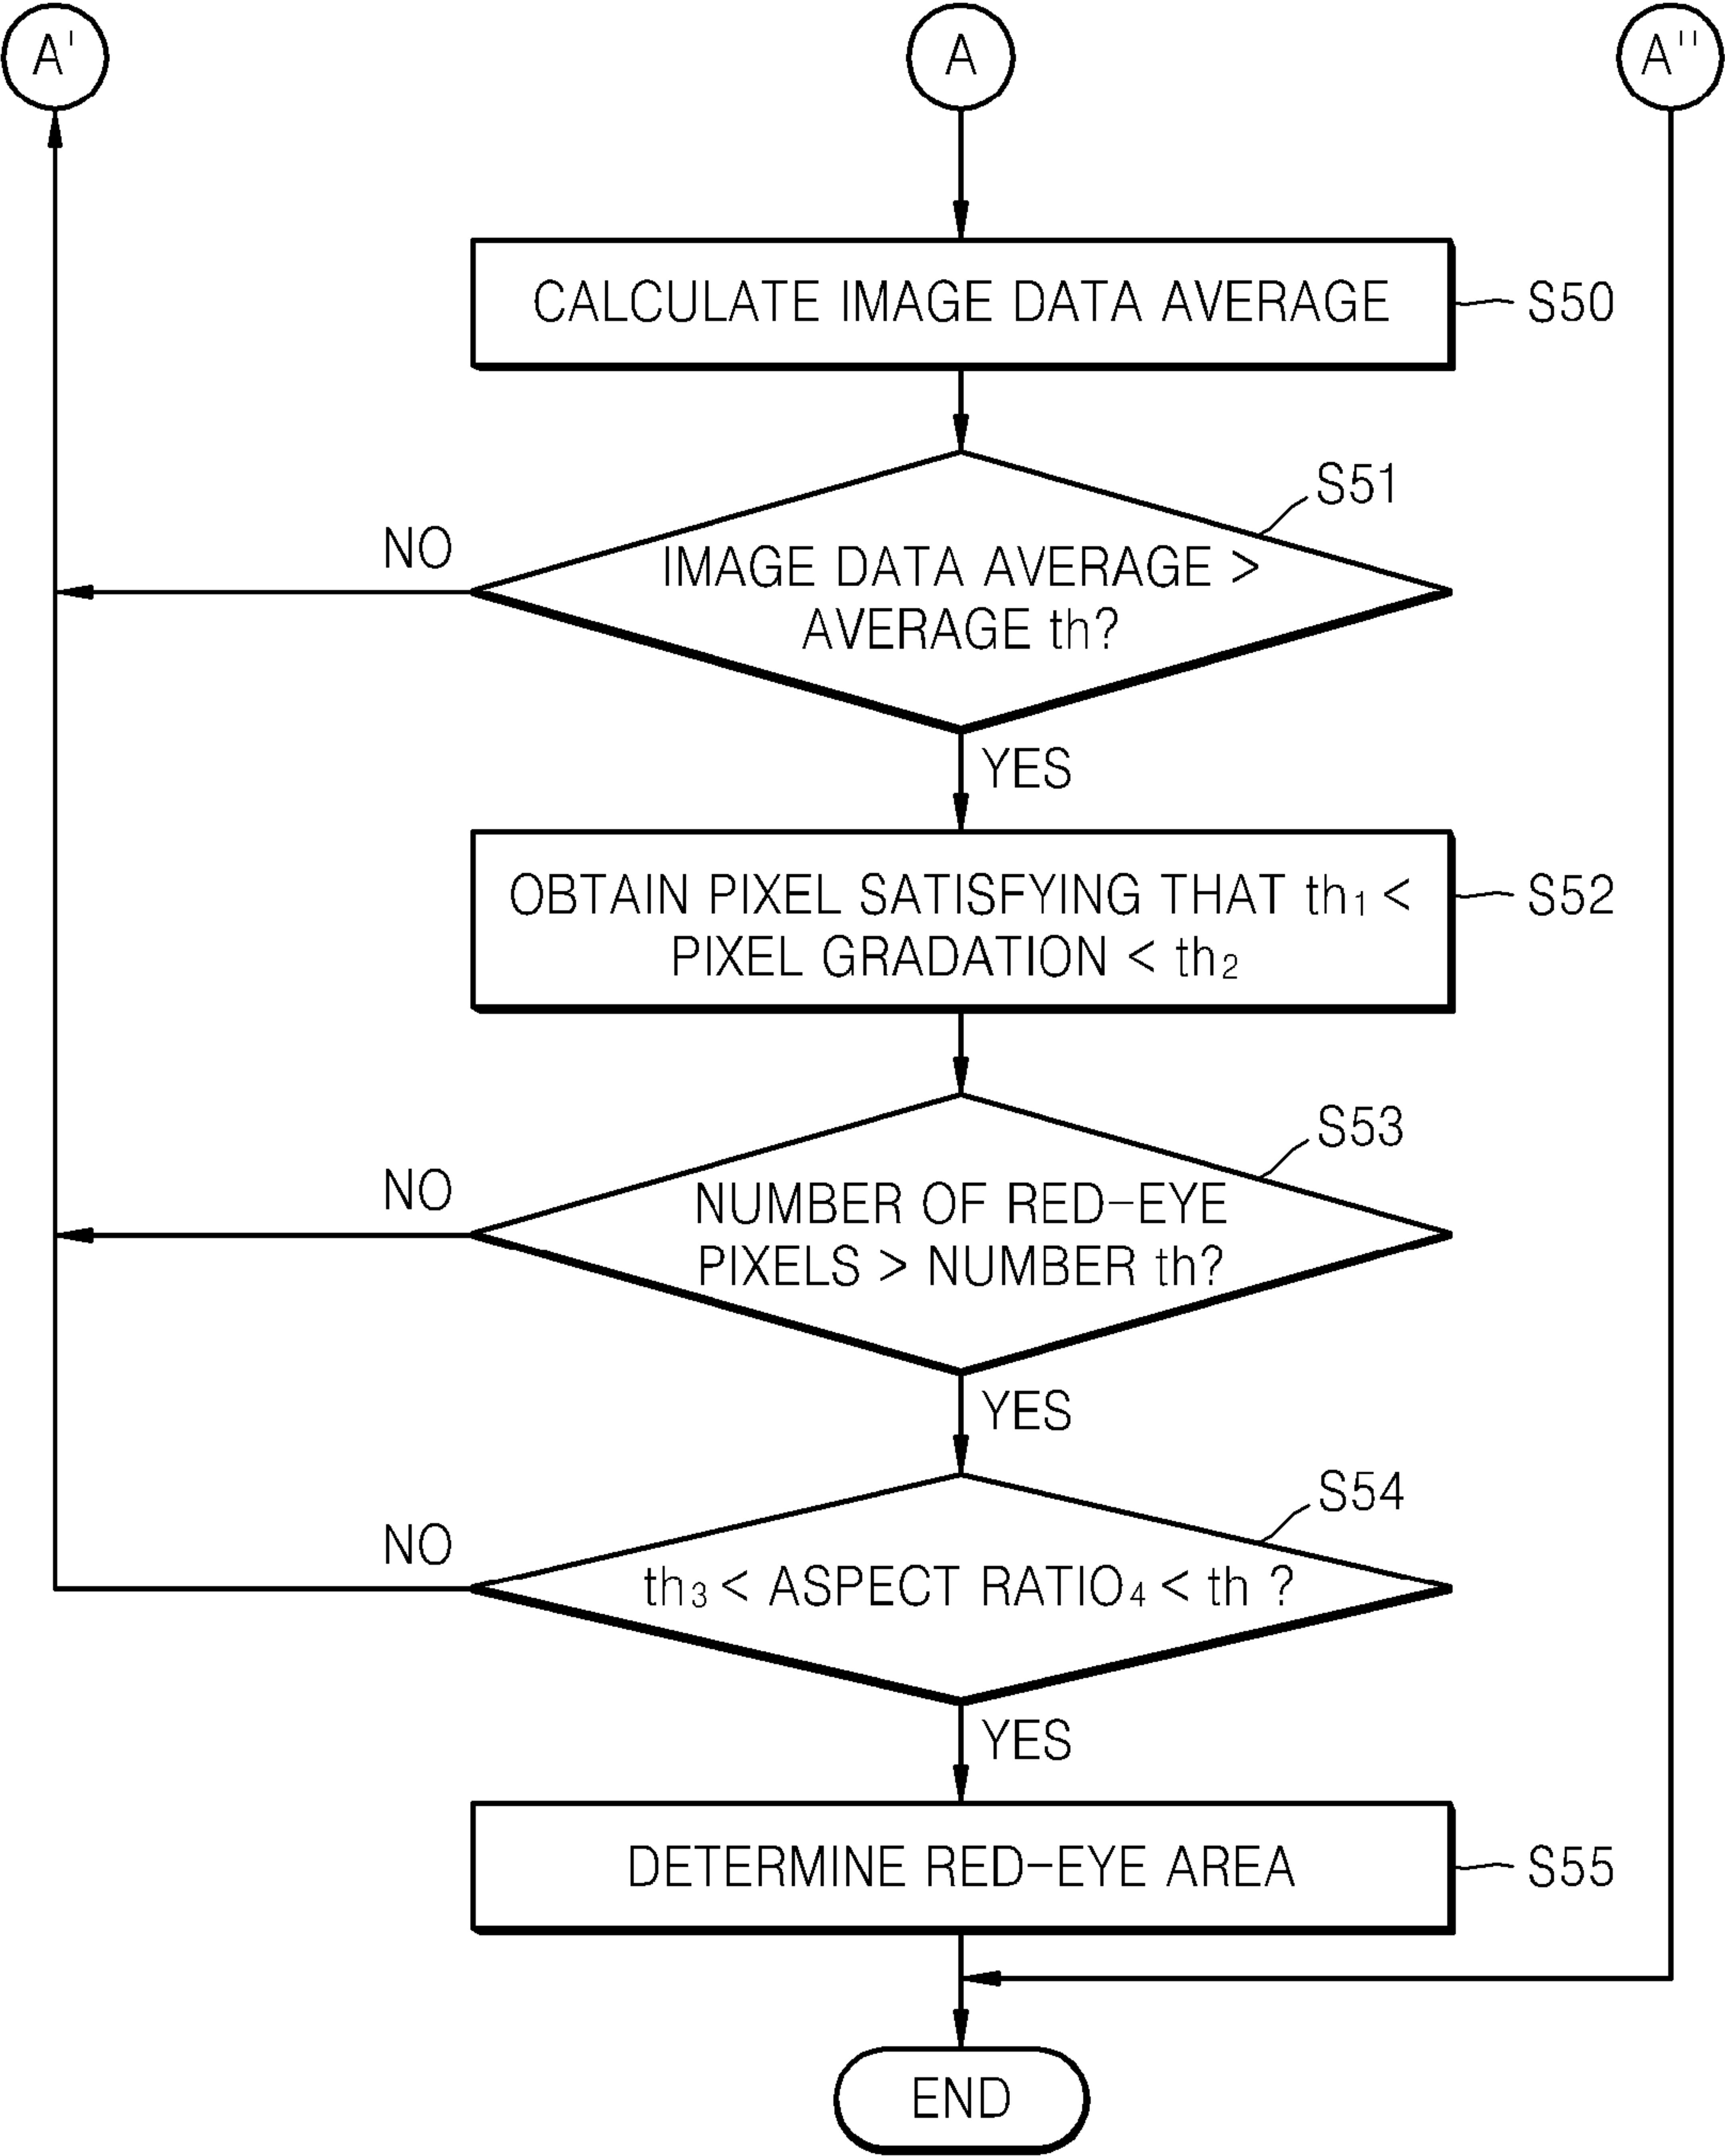 A'
A
A''
CALCULATE IMAGE DATA AVERAGE
S50
S51
NO
IMAGE DATA AVERAGE >
AVERAGE th?
YES
OBTAIN PIXEL SATISFYING THAT th₁ <
PIXEL GRADATION < th₂
S52
S53
NO
NUMBER OF RED-EYE
PIXELS > NUMBER th?
YES
S54
NO
th₃ < ASPECT RATIO₄ < th ?
YES
DETERMINE RED-EYE AREA
S55
END